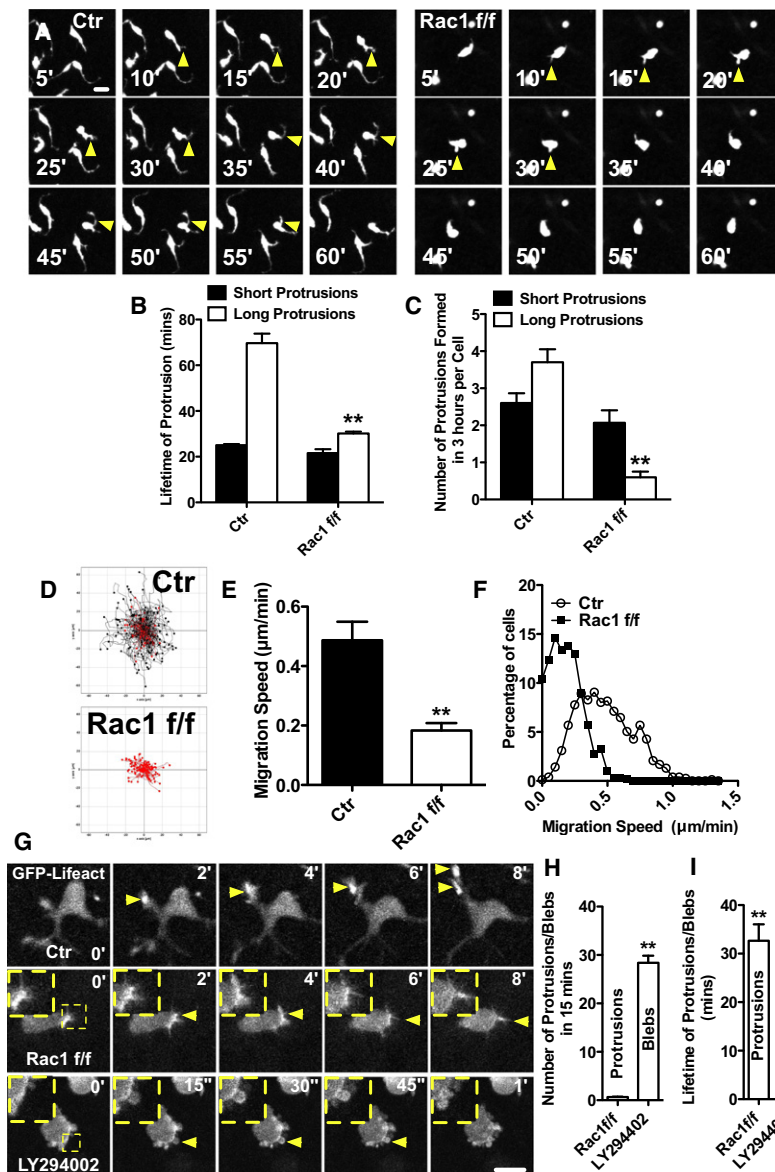 A
Ctr
5'
10'
15'
20'
25'
30'
35'
40'
45'
50'
55'
60'
Rac1 f/f
5'
10'
15'
20'
25'
30'
35'
40'
45'
50'
55'
60'
B
Short Protrusions
Long Protrusions
Lifetime of Protrusion (mins)
80
60
40
20
0
**
Ctr
Rac1 f/f
C
Short Protrusions
Long Protrusions
Number of Protrusions Formed
in 3 hours per Cell
6
5
4
3
2
1
0
**
Ctr
Rac1 f/f
D
Ctr
Rac1 f/f
E
Migration Speed (μm/min)
0.6
0.4
0.2
0.0
**
Ctr
Rac1 f/f
F
Percentage of cells
20
15
10
5
0
Ctr
Rac1 f/f
0.0
0.5
1.0
1.5
Migration Speed (μm/min)
G
GFP-Lifeact
0'
Ctr
2'
4'
6'
8'
0'
Rac1 f/f
2'
4'
6'
8'
0'
LY294002
15"
30"
45"
1'
H
Number of Protrusions/Blebs
in 15 mins
40
30
20
10
0
Protrusions
Blebs
**
Rac1f/f
LY294402
I
Lifetime of Protrusions/Blebs
(mins)
40
30
20
10
0
**
Protrusions
Rac1f/f